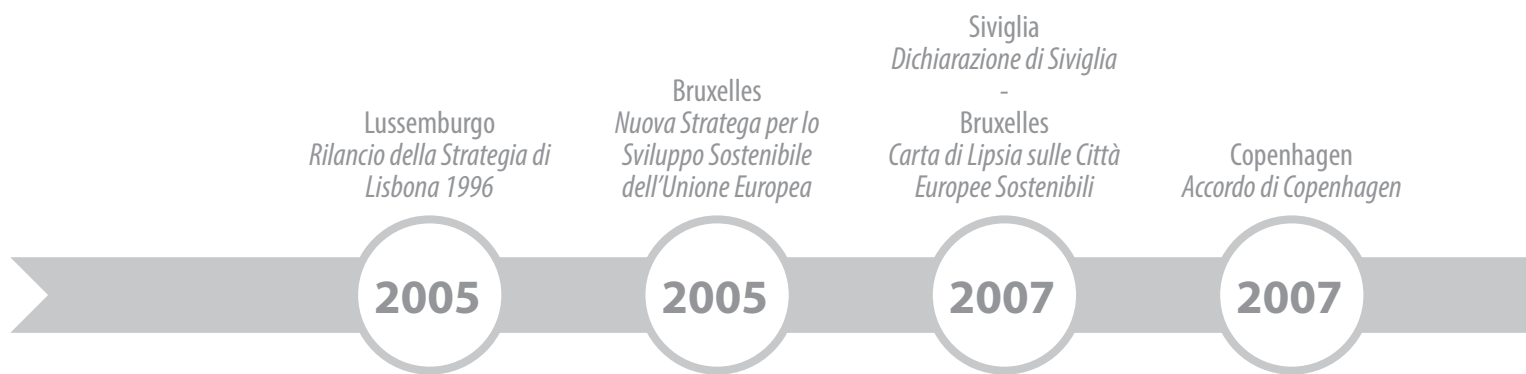 Lussemburgo
Rilancio della Strategia di
Lisbona 1996
2005
Bruxelles
Nuova Stratega per lo
Sviluppo Sostenibile
dell'Unione Europea
2005
Siviglia
Dichiarazione di Siviglia
-
Bruxelles
Carta di Lipsia sulle Città
Europee Sostenibili
2007
Copenhagen
Accordo di Copenhagen
2007